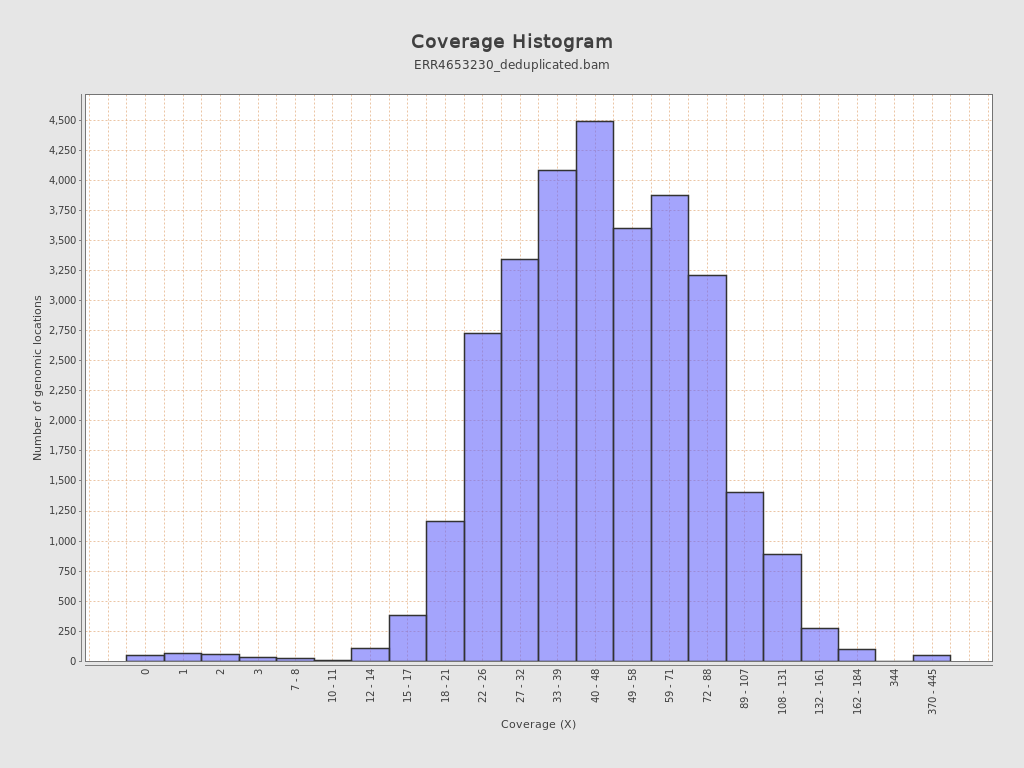 Coverage Histogram
ERR4653230_deduplicated.bam
Number of genomic locations
4,500
4,250
4,000
3,750
3,500
3,250
3,000
2,750
2,500
2,250
2,000
1,750
1,500
1,250
1,000
750
500
250
0
0
1
2
3
7 - 8
10 - 11
12 - 14
15 - 17
18 - 21
22 - 26
27 - 32
33 - 39
40 - 48
49 - 58
59 - 71
72 - 88
89 - 107
108 - 131
132 - 161
162 - 184
344
370 - 445
Coverage (X)